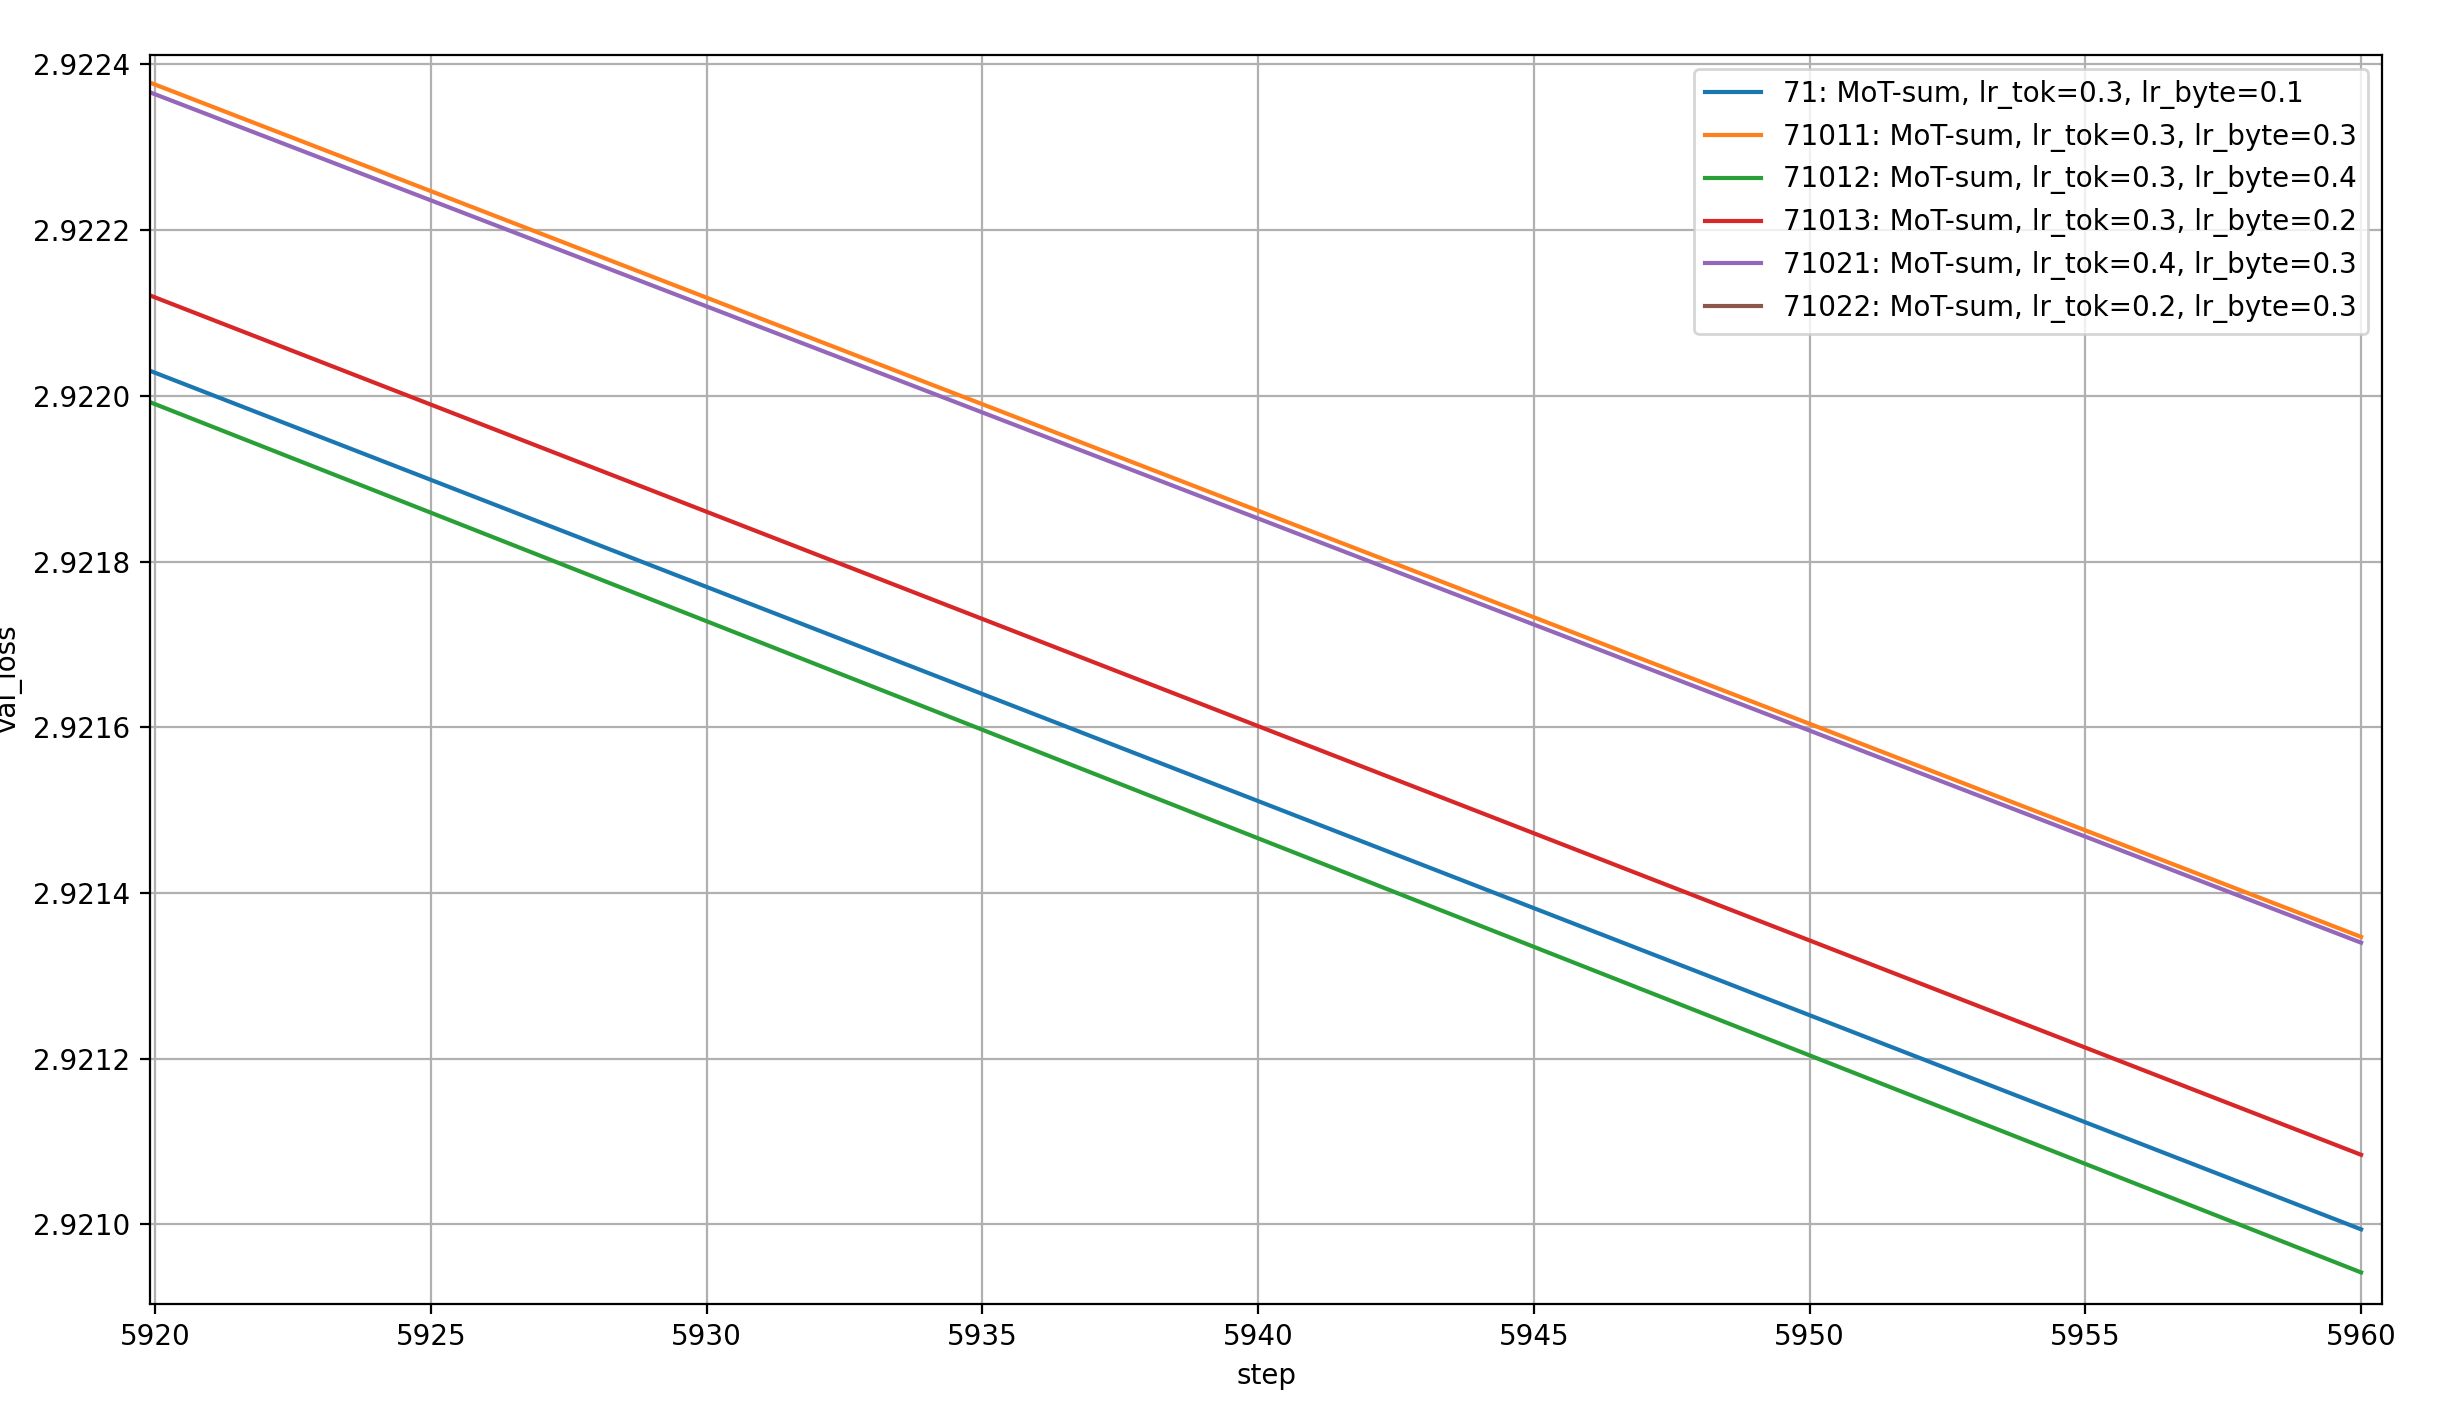 2.9224
2.9222
2.9220
2.9218
2.9216
2.9214
2.9212
2.9210
val_loss
5920 5925 5930 5935 5940 5945 5950 5955 5960
step
71: MoT-sum, lr_tok=0.3, lr_byte=0.1
71011: MoT-sum, lr_tok=0.3, lr_byte=0.3
71012: MoT-sum, lr_tok=0.3, lr_byte=0.4
71013: MoT-sum, lr_tok=0.3, lr_byte=0.2
71021: MoT-sum, lr_tok=0.4, lr_byte=0.3
71022: MoT-sum, lr_tok=0.2, lr_byte=0.3